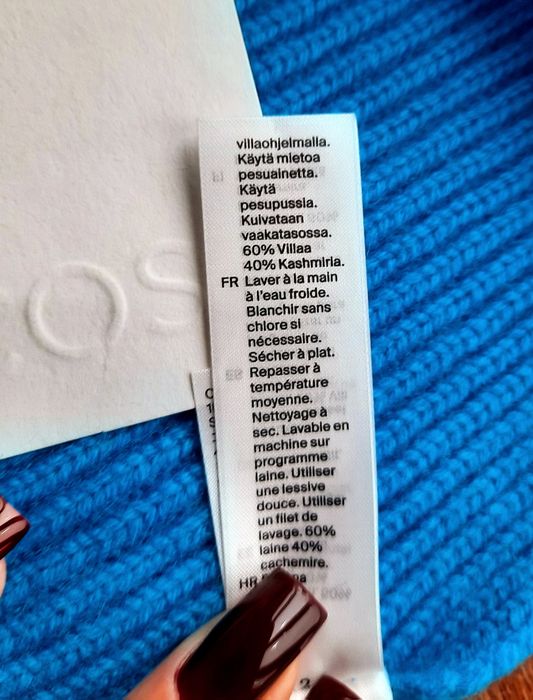 COS
villaohjelmalla.
Käytä mietoa
pesuainetta.
Käytä
pesupussia.
Kuivataan
vaakatasossa.
60% Villaa
40% Kashmiria.
FR Laver à la main
à l'eau froide.
Blanchir sans
chlore si
nécessaire.
Sécher à plat.
Repasser à
température
moyenne.
Nettoyage à
sec. Lavable en
machine sur
programme
laine. Utiliser
une lessive
douce. Utiliser
un filet de
lavage. 60%
laine 40%
cachemire.
HR
2